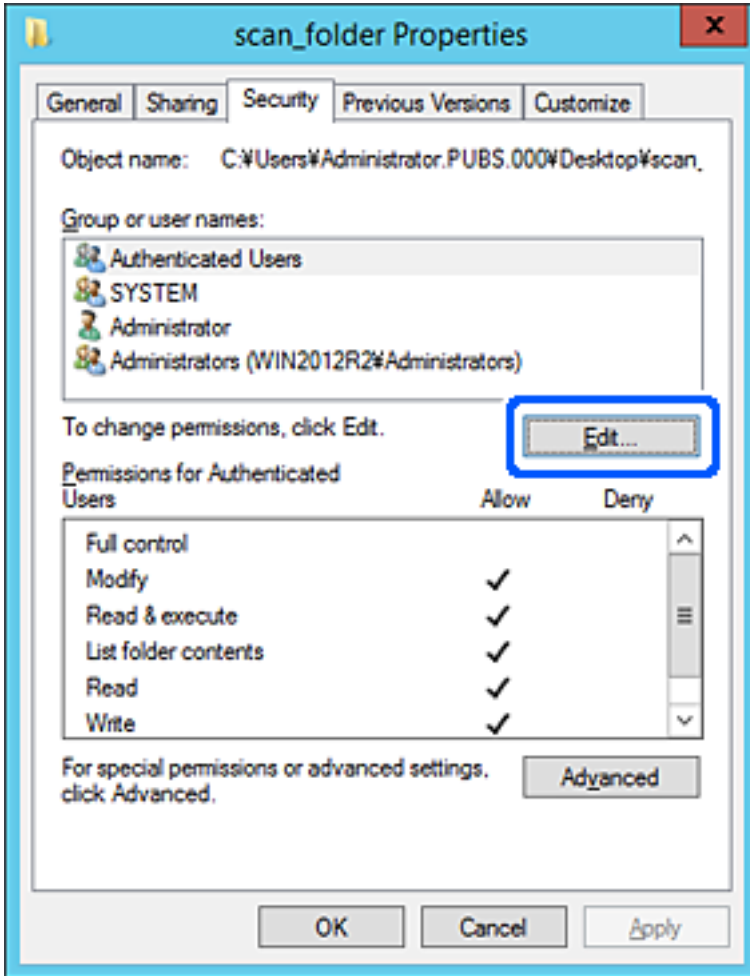 scan_folder Properties
x
General Sharing Security Previous Versions Customize
Object name: C:¥Users¥Administrator.PUBS.000¥Desktop¥scan_
Group or user names:
Authenticated Users
SYSTEM
Administrator
Administrators (WIN2012R2¥Administrators)
To change permissions, click Edit. Edit...
Permissions for Authenticated
Users Allow Deny
Full control
Modify
Read & execute
List folder contents
Read
Write
For special permissions or advanced settings,
click Advanced. Advanced
OK Cancel Apply